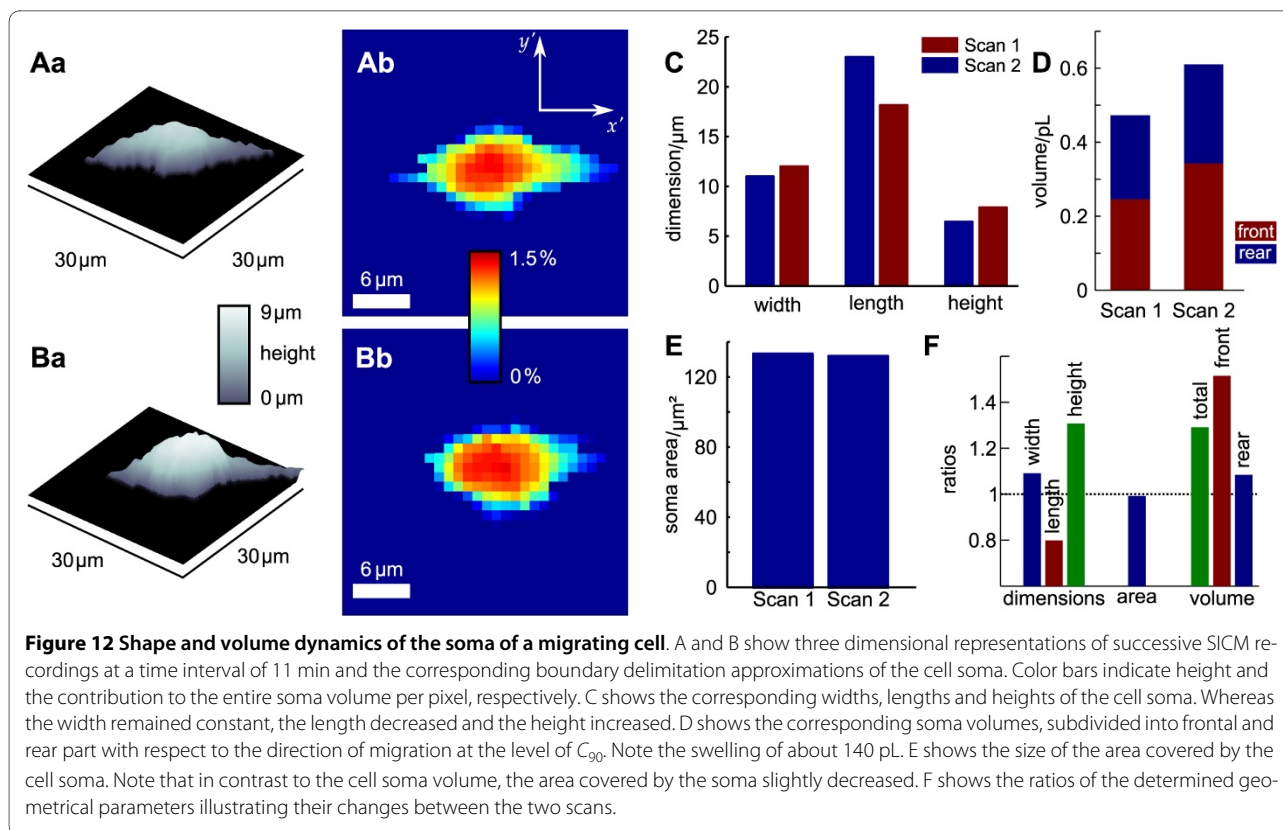 Aa
30 µm
30 µm
9 µm
height
0 µm
Ba
30 µm
30 µm
Ab
y'
x'
6 µm
1.5 %
0 %
Bb
6 µm
C
Scan 1
Scan 2
25
20
15
10
5
0
dimension/µm
width
length
height
D
0.6
0.4
0.2
0
volume/pL
front
rear
Scan 1
Scan 2
E
120
80
40
0
soma area/µm²
Scan 1
Scan 2
F
1.4
1.2
1
0.8
ratios
width
length
height
total
front
rear
dimensions
area
volume
Figure 12 Shape and volume dynamics of the soma of a migrating cell. A and B show three dimensional representations of successive SICM re-
cordings at a time interval of 11 min and the corresponding boundary delimitation approximations of the cell soma. Color bars indicate height and
the contribution to the entire soma volume per pixel, respectively. C shows the corresponding widths, lengths and heights of the cell soma. Whereas
the width remained constant, the length decreased and the height increased. D shows the corresponding soma volumes, subdivided into frontal and
rear part with respect to the direction of migration at the level of C₉₀. Note the swelling of about 140 pL. E shows the size of the area covered by the
cell soma. Note that in contrast to the cell soma volume, the area covered by the soma slightly decreased. F shows the ratios of the determined geo-
metrical parameters illustrating their changes between the two scans.